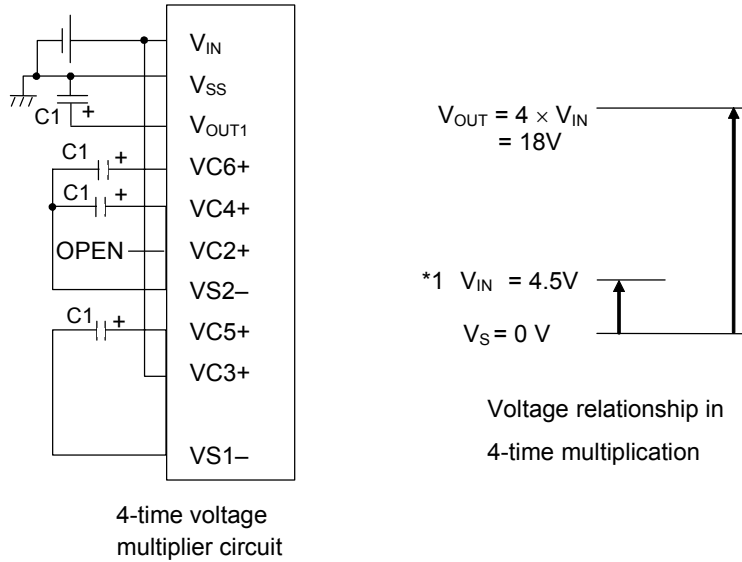 V_IN
V_SS
C1 +
V_OUT1
C1 +
VC6+
C1 +
VC4+
OPEN
VC2+
VS2–
C1 +
VC5+
VC3+
VS1–
4-time voltage
multiplier circuit
V_OUT = 4 × V_IN
= 18V
*1 V_IN = 4.5V
V_S = 0 V
Voltage relationship in
4-time multiplication